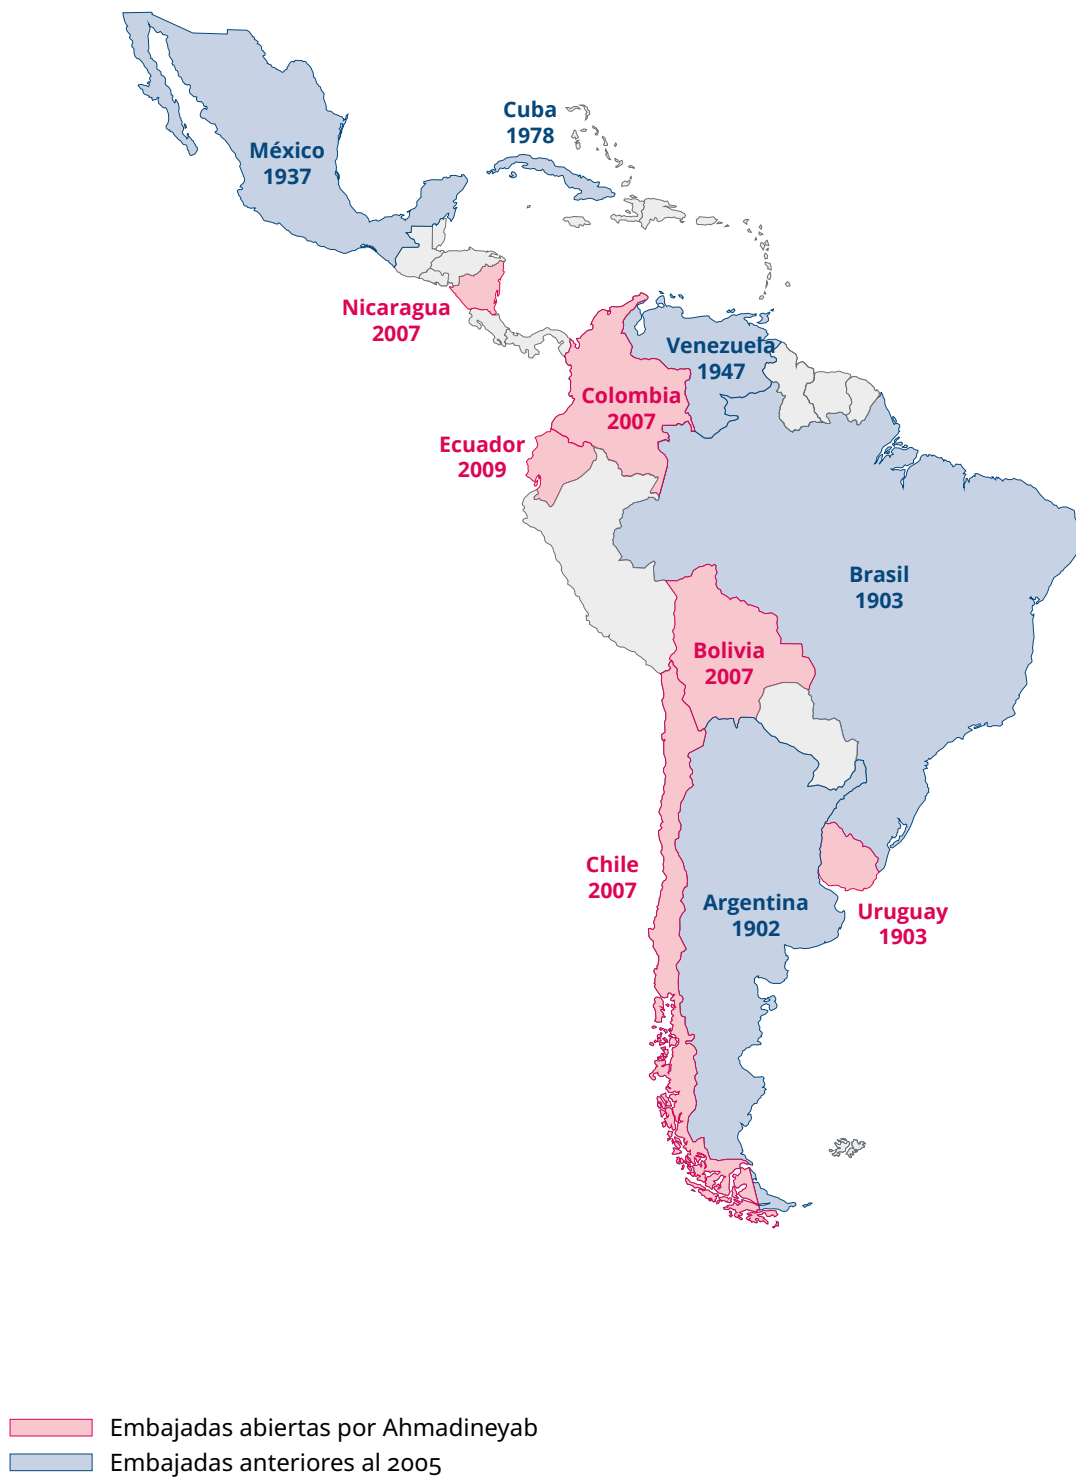 Cuba
1978
México
1937
Nicaragua
2007
Venezuela
1947
Colombia
2007
Ecuador
2009
Brasil
1903
Bolivia
2007
Chile
2007
Argentina
1902
Uruguay
1903
Embajadas abiertas por Ahmadineyab
Embajadas anteriores al 2005